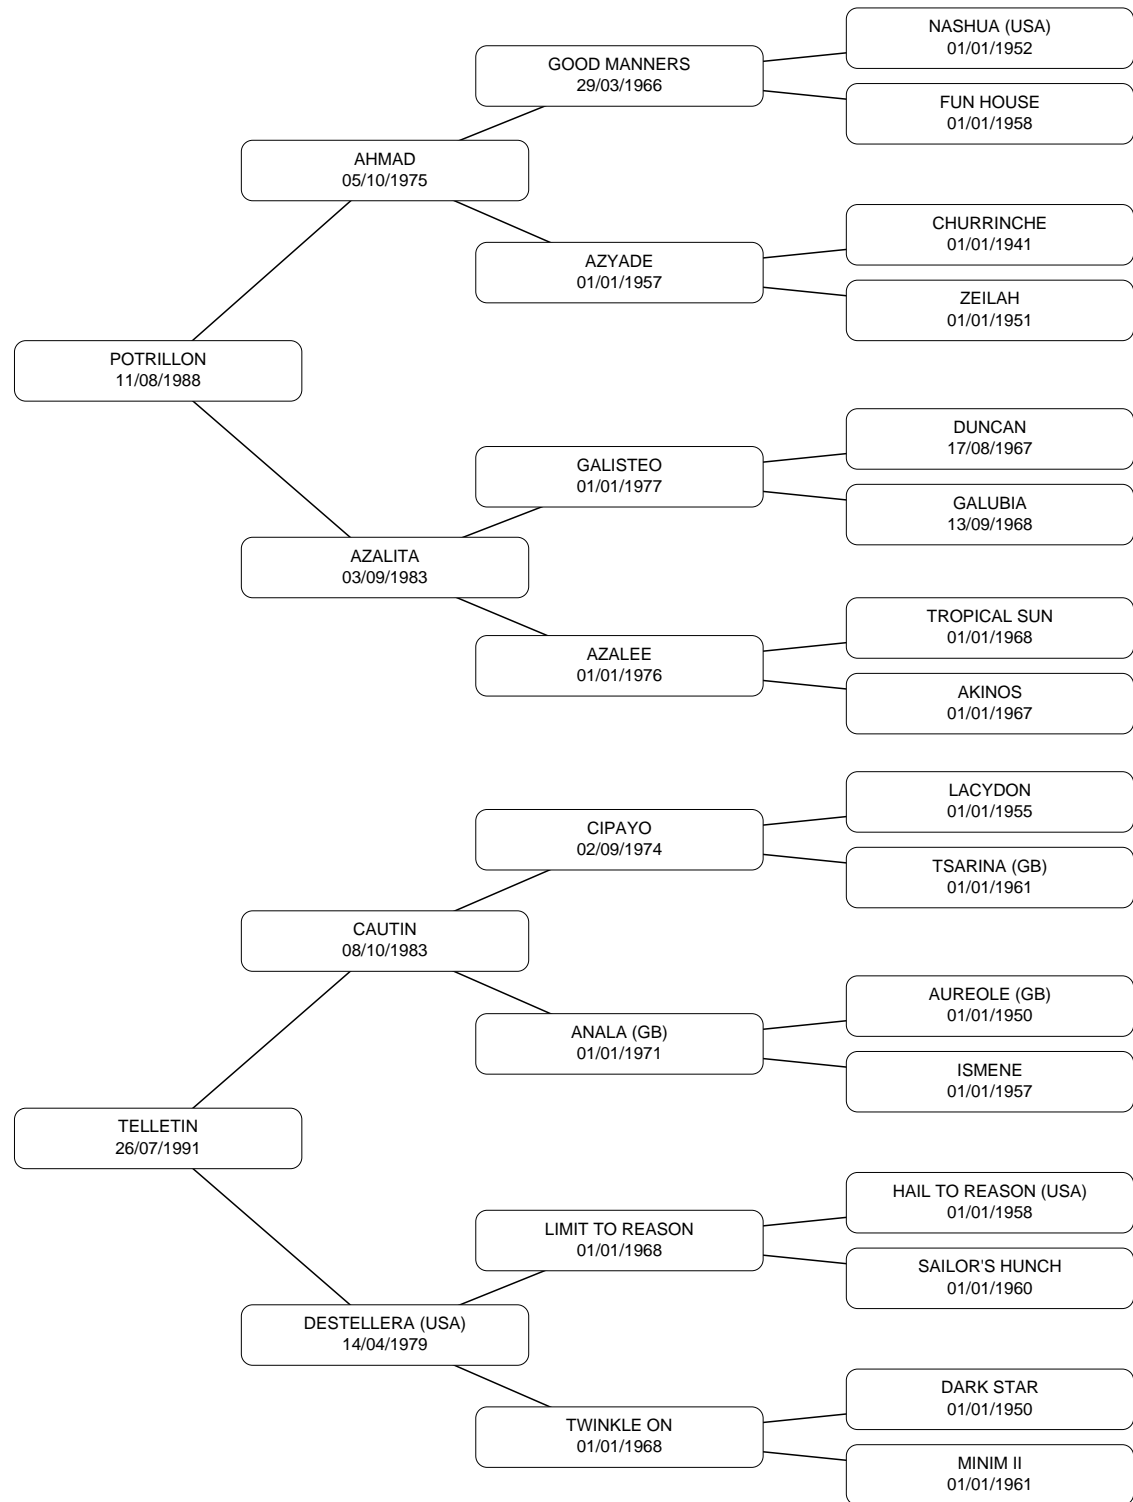 NASHUA (USA)
01/01/1952
GOOD MANNERS
29/03/1966
FUN HOUSE
01/01/1958
AHMAD
05/10/1975
CHURRINCHE
01/01/1941
AZYADE
01/01/1957
ZEILAH
01/01/1951
POTRILLON
11/08/1988
DUNCAN
17/08/1967
GALISTEO
01/01/1977
GALUBIA
13/09/1968
AZALITA
03/09/1983
TROPICAL SUN
01/01/1968
AZALEE
01/01/1976
AKINOS
01/01/1967
LACYDON
01/01/1955
CIPAYO
02/09/1974
TSARINA (GB)
01/01/1961
CAUTIN
08/10/1983
AUREOLE (GB)
01/01/1950
ANALA (GB)
01/01/1971
ISMENE
01/01/1957
TELLETIN
26/07/1991
HAIL TO REASON (USA)
01/01/1958
LIMIT TO REASON
01/01/1968
SAILOR'S HUNCH
01/01/1960
DESTELLERA (USA)
14/04/1979
DARK STAR
01/01/1950
TWINKLE ON
01/01/1968
MINIM II
01/01/1961